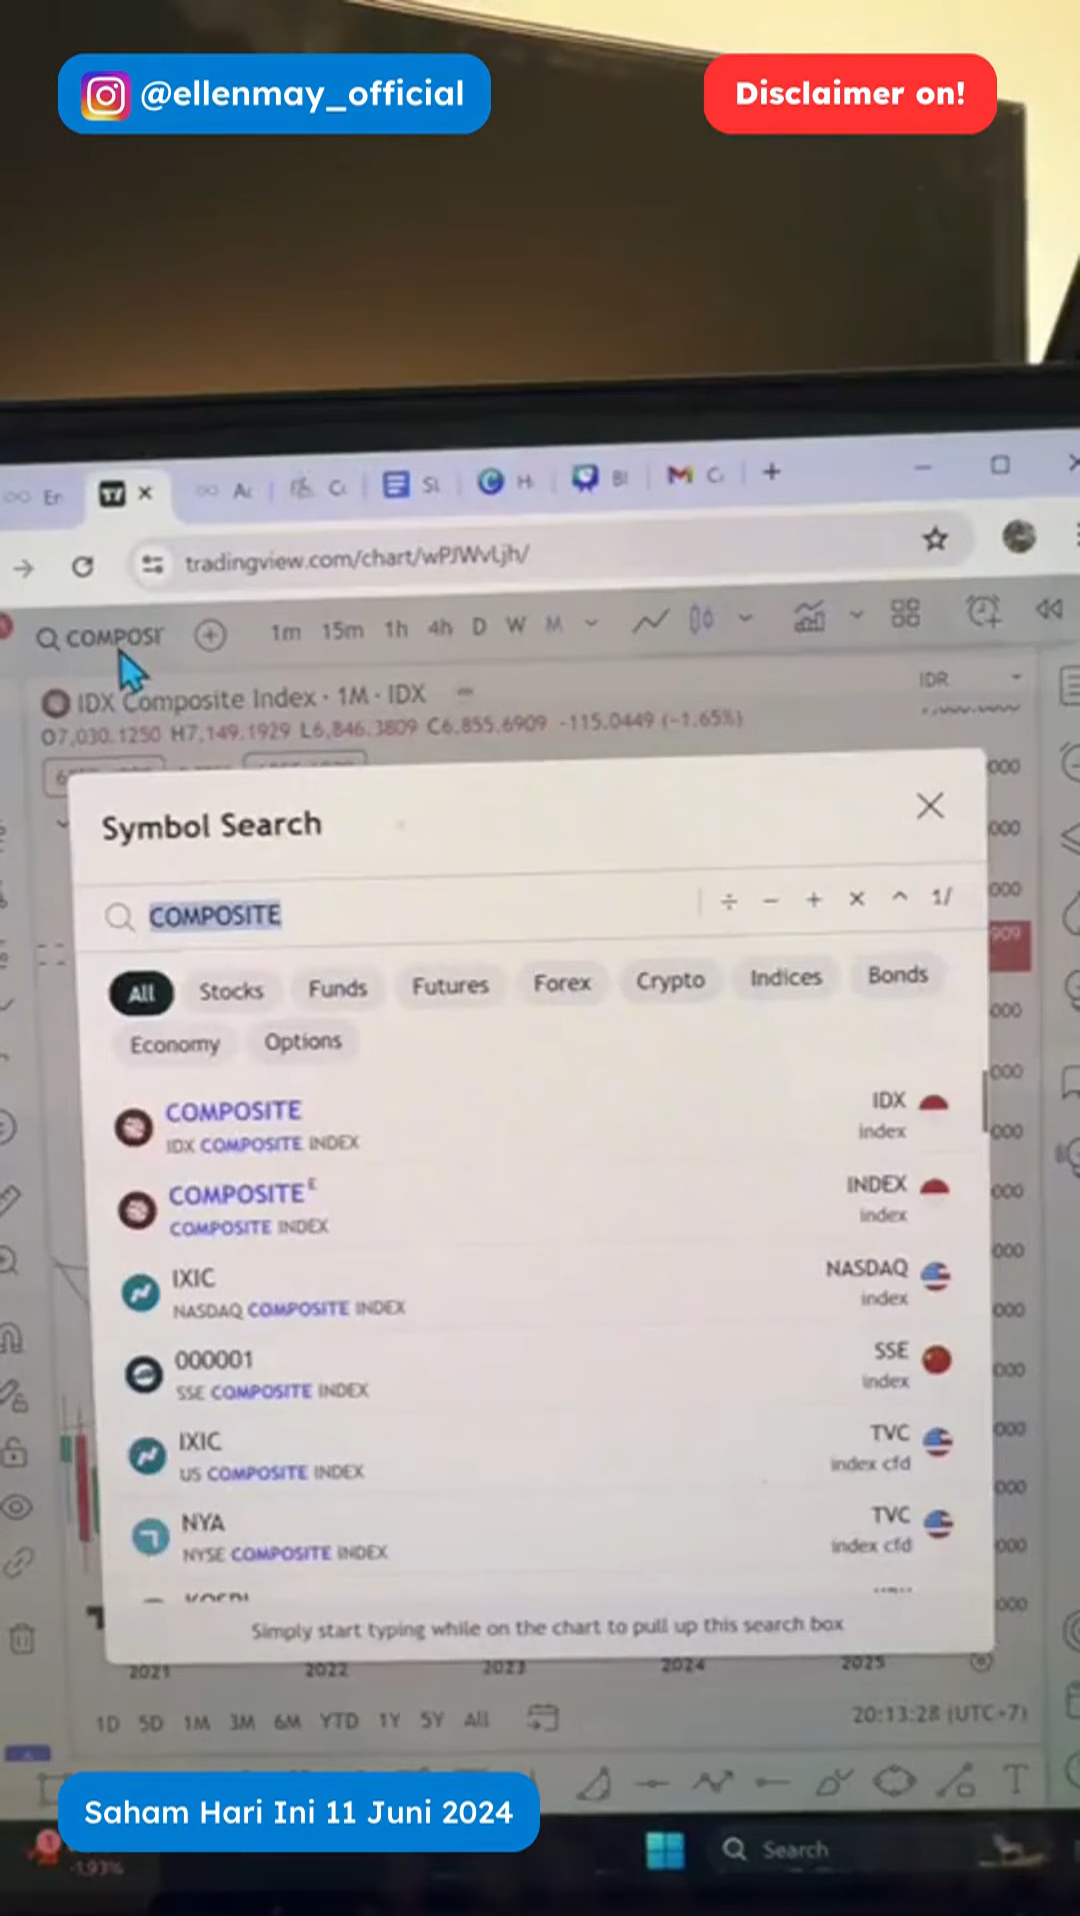 @ellenmay_official
Disclaimer on!
tradingview.com/chart/wPJWvLjh/
COMPOSI
1m 15m 1h 4h D W M
IDX Composite Index · 1M · IDX
IDR
O7,030.1250 H7,149.1929 L6,846.3809 C6,855.6909 -115.0449 (-1.65%)
Symbol Search
COMPOSITE
÷ − + × ^ 1/
All Stocks Funds Futures Forex Crypto Indices Bonds
Economy Options
COMPOSITE IDX
IDX COMPOSITE INDEX index
COMPOSITE E INDEX
COMPOSITE INDEX index
IXIC NASDAQ
NASDAQ COMPOSITE INDEX index
000001 SSE
SSE COMPOSITE INDEX index
IXIC TVC
US COMPOSITE INDEX index cfd
NYA TVC
NYSE COMPOSITE INDEX index cfd
Simply start typing while on the chart to pull up this search box
2021 2022 2023 2024 2025
1D 5D 1M 3M 6M YTD 1Y 5Y All
20:13:28 (UTC+7)
Saham Hari Ini 11 Juni 2024
Search
-1.93%